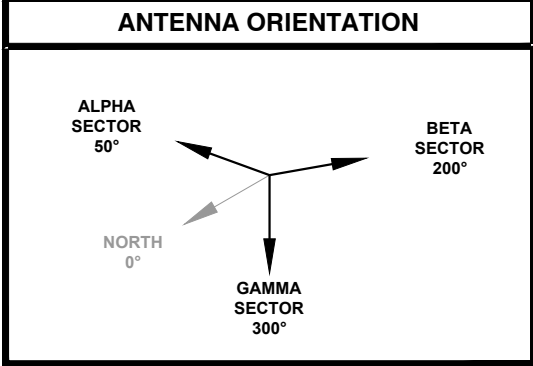 ANTENNA ORIENTATION
ALPHA
SECTOR
50°
BETA
SECTOR
200°
NORTH
0°
GAMMA
SECTOR
300°